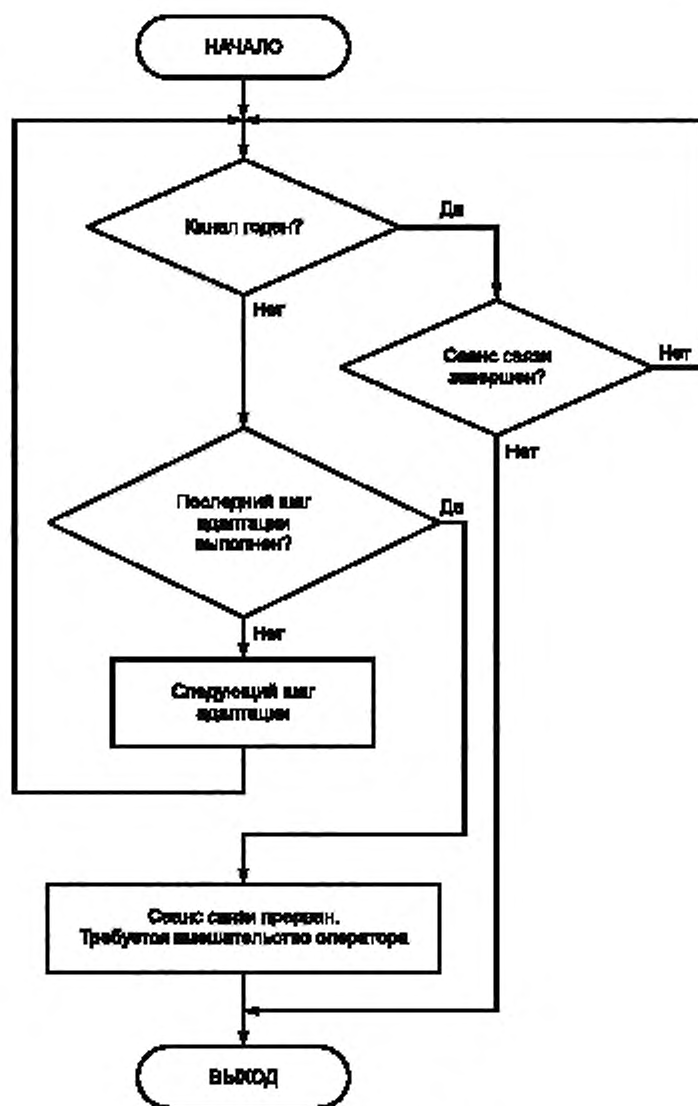 НАЧАЛО
Канал годен?
Да
Нет
Сеанс связи
завершен?
Нет
Нет
Последний шаг
адаптации
выполнен?
Да
Нет
Следующий шаг
адаптации
Сеанс связи прерван.
Требуется вмешательство оператора
ВЫХОД